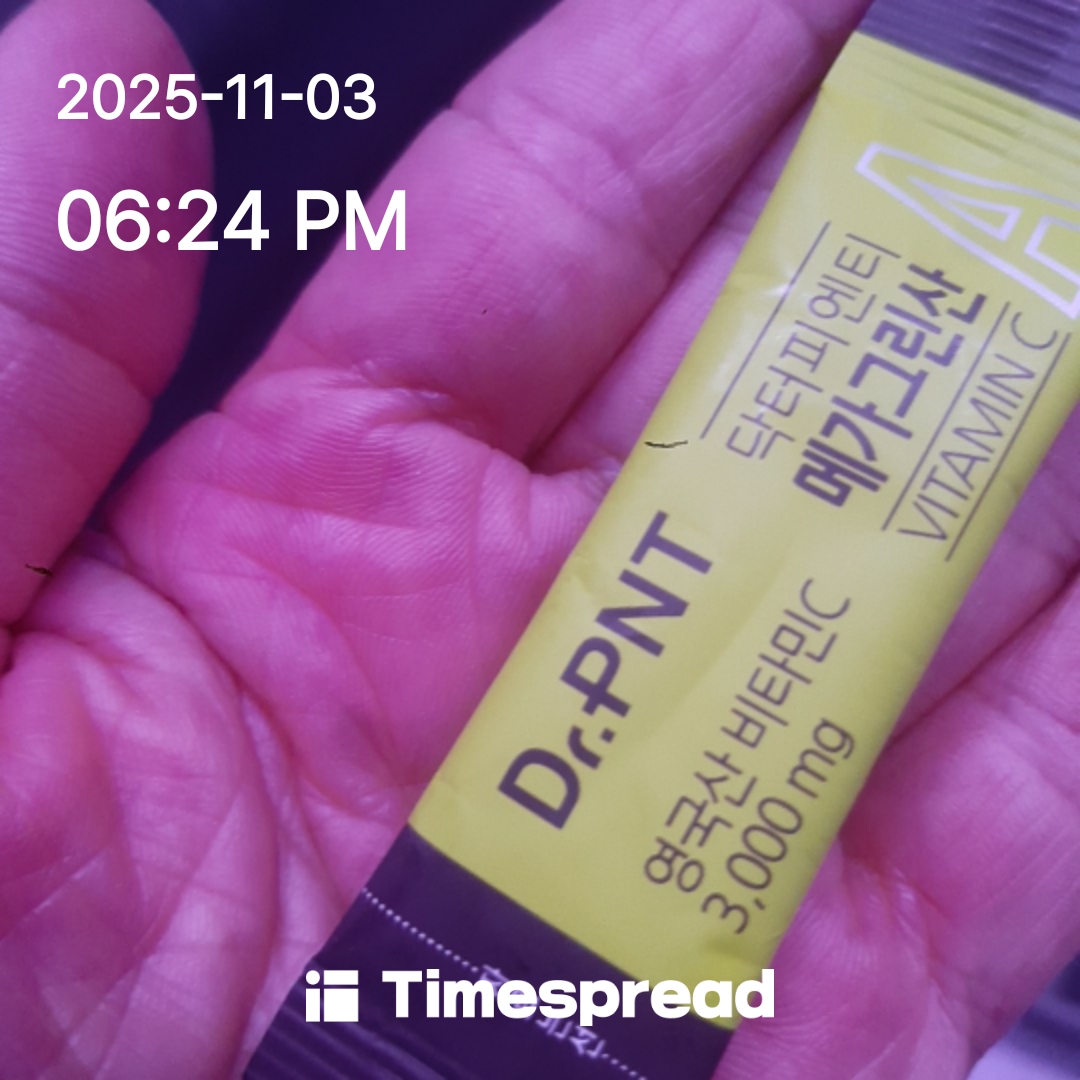 2025-11-03
06:24 PM
A
닥터피엔티
메가그린산
VITAMIN C
Dr.PNT
영국산 비타민C
3,000 mg
Timespread